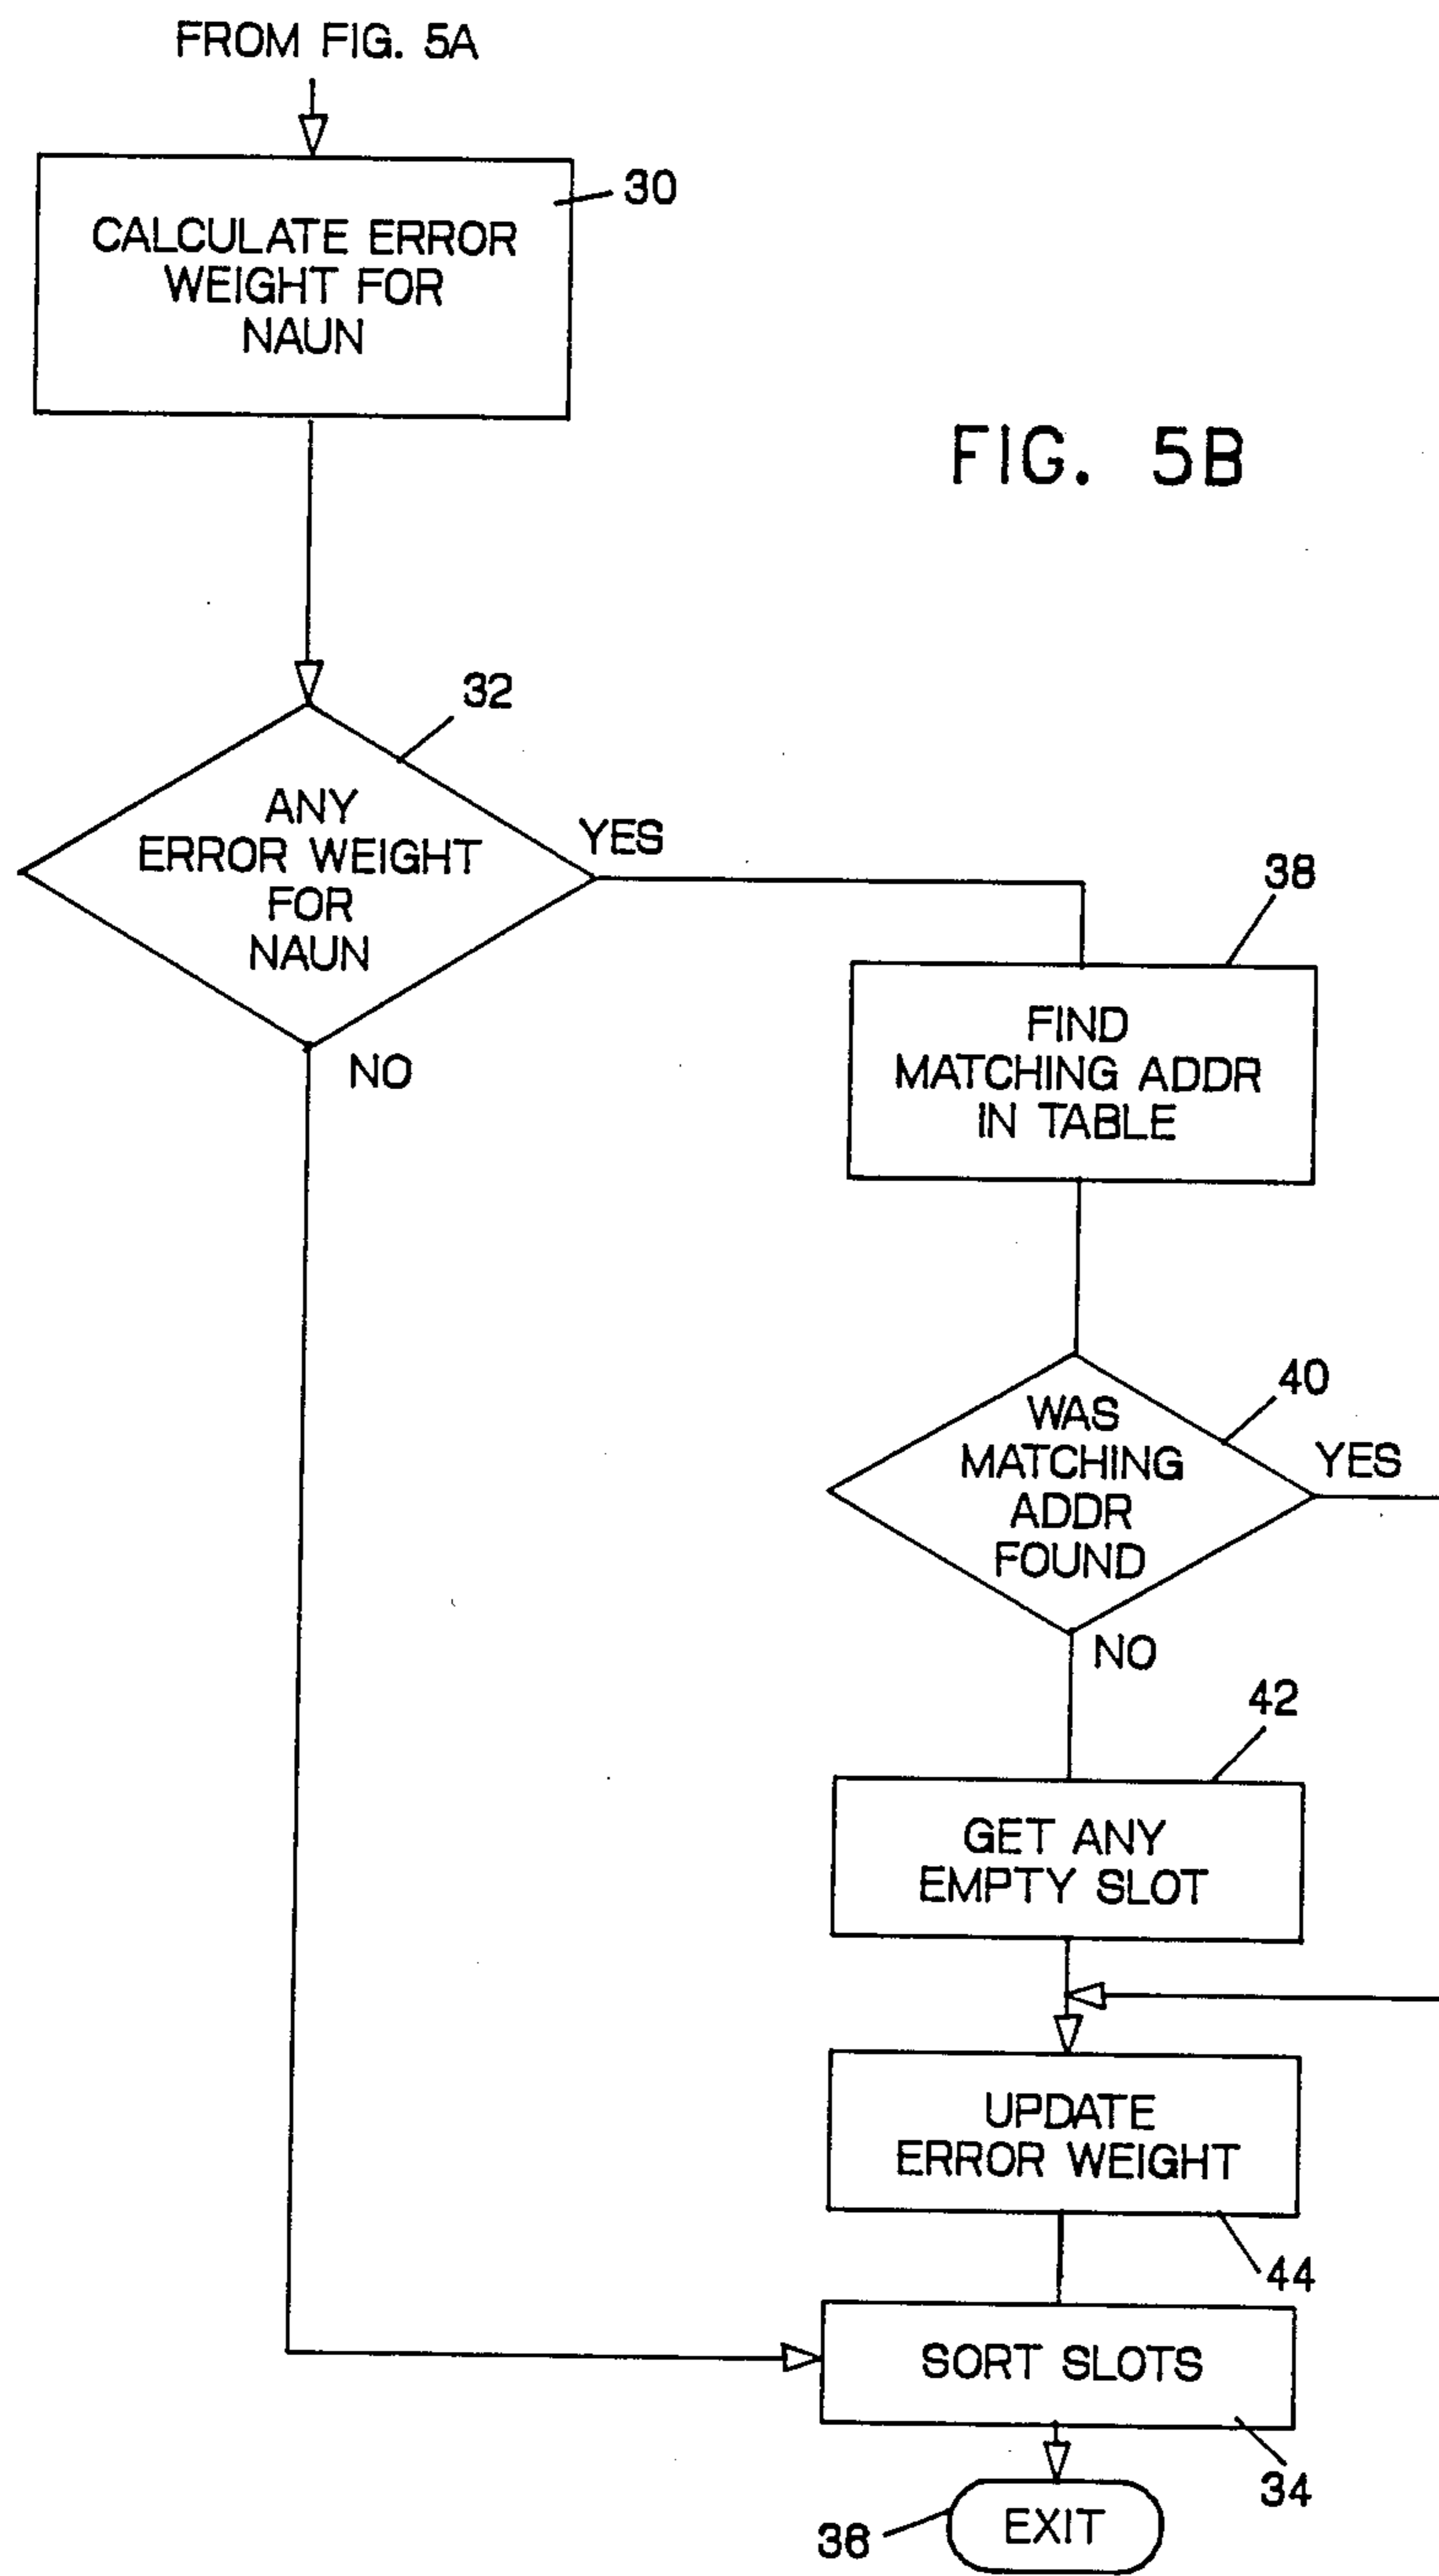 FROM FIG. 5A
30
CALCULATE ERROR
WEIGHT FOR
NAUN
FIG. 5B
32
ANY
ERROR WEIGHT
FOR
NAUN
YES
NO
38
FIND
MATCHING ADDR
IN TABLE
40
WAS
MATCHING
ADDR
FOUND
YES
NO
42
GET ANY
EMPTY SLOT
UPDATE
ERROR WEIGHT
44
SORT SLOTS
34
36
EXIT